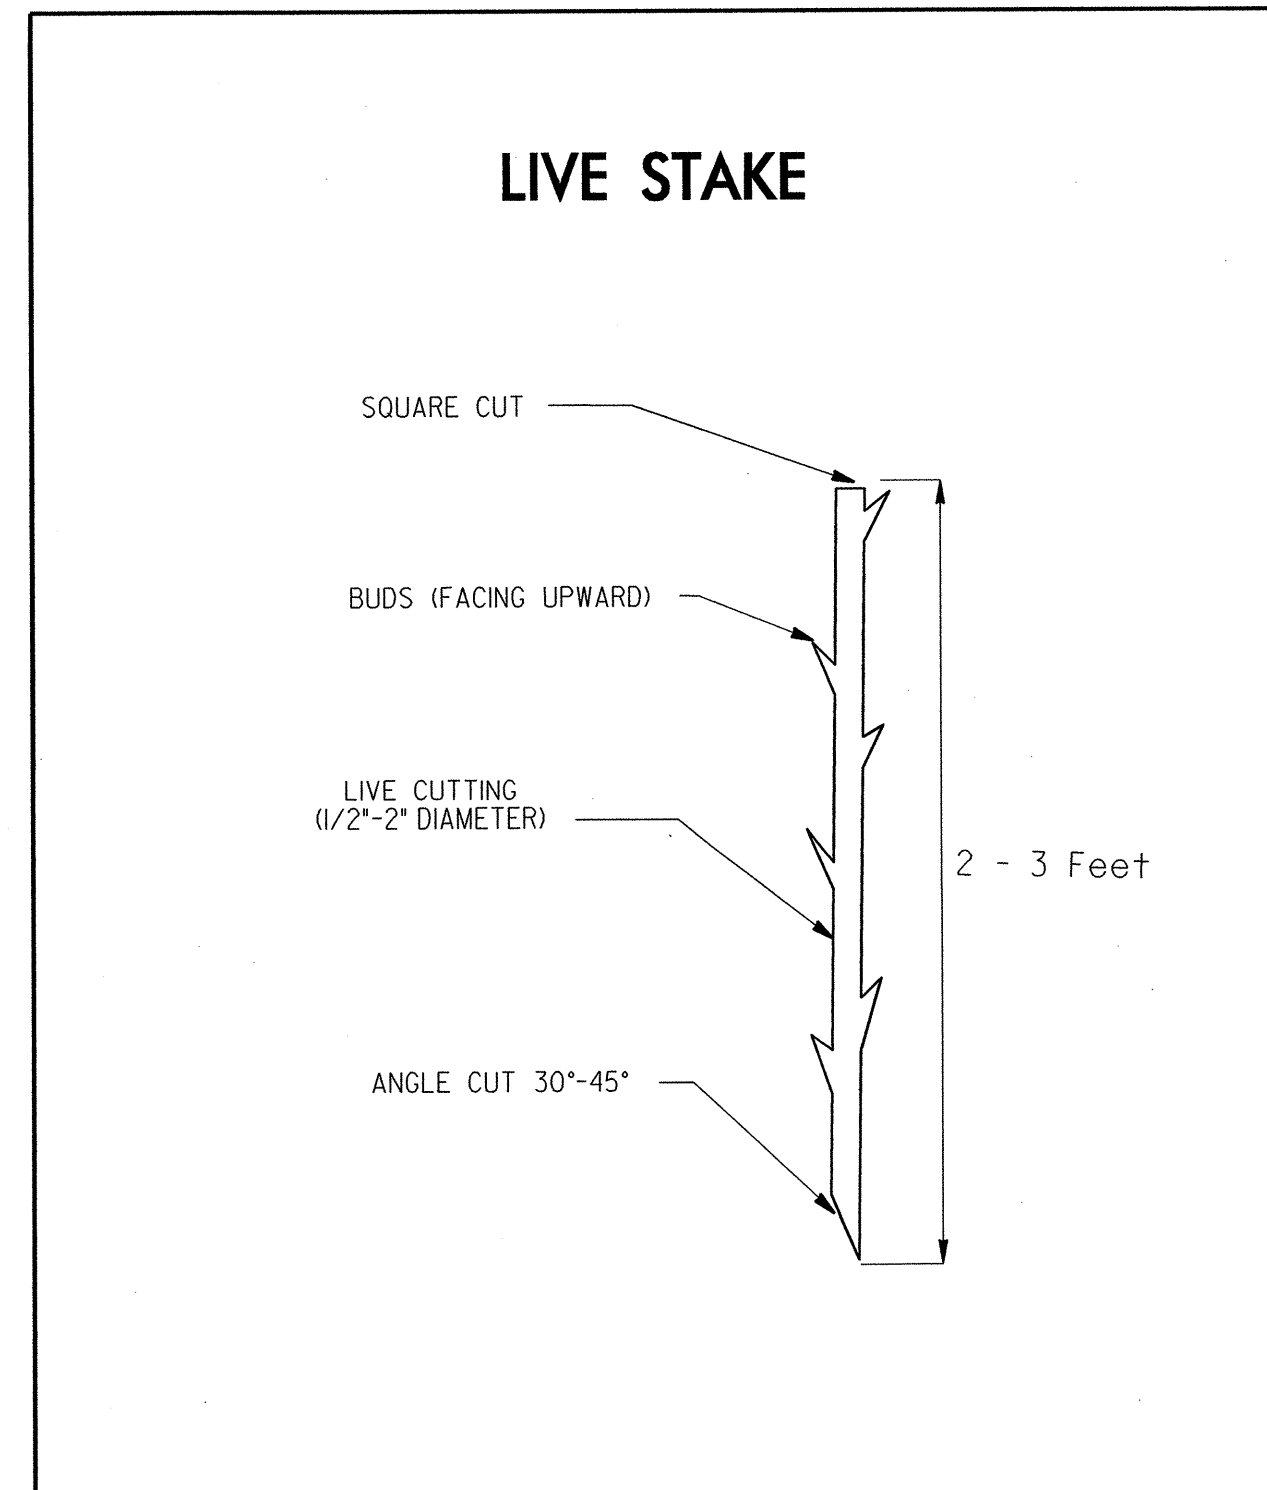 LIVE STAKE
SQUARE CUT
BUDS (FACING UPWARD)
LIVE CUTTING
(1/2"-2" DIAMETER)
2 - 3 Feet
ANGLE CUT 30°-45°